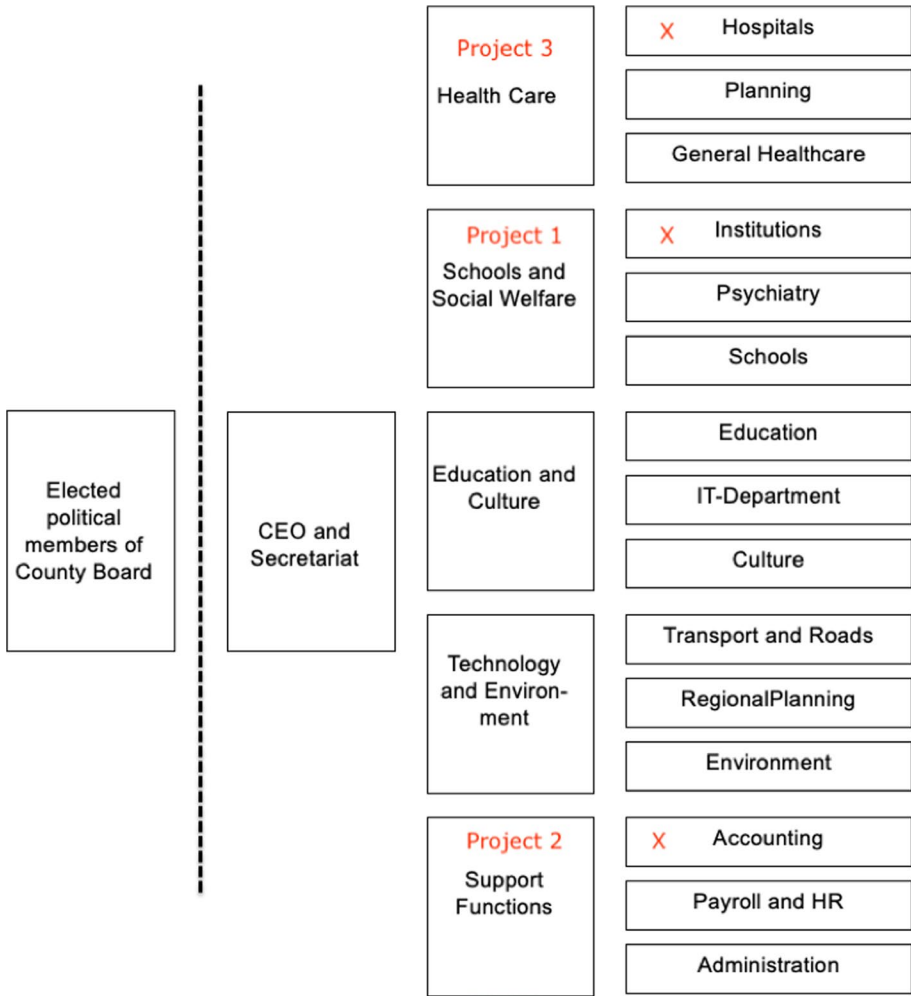 Project 3
Health Care
X Hospitals
Planning
General Healthcare
Project 1
Schools and
Social Welfare
X Institutions
Psychiatry
Schools
Elected
political
members of
County Board
CEO and
Secretariat
Education and
Culture
Education
IT-Department
Culture
Technology
and Environ-
ment
Transport and Roads
RegionalPlanning
Environment
Project 2
Support
Functions
X Accounting
Payroll and HR
Administration